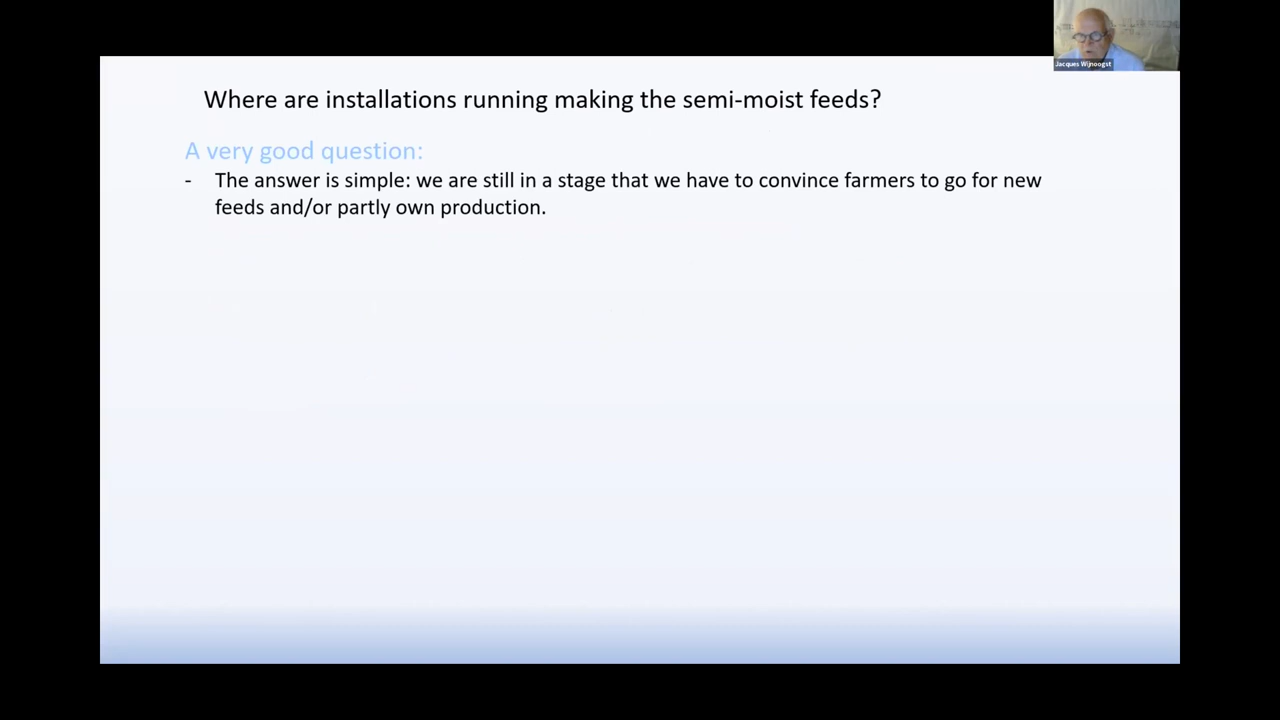 Jacques Wijnoogst
Where are installations running making the semi-moist feeds?
A very good question:
- The answer is simple: we are still in a stage that we have to convince farmers to go for new
feeds and/or partly own production.